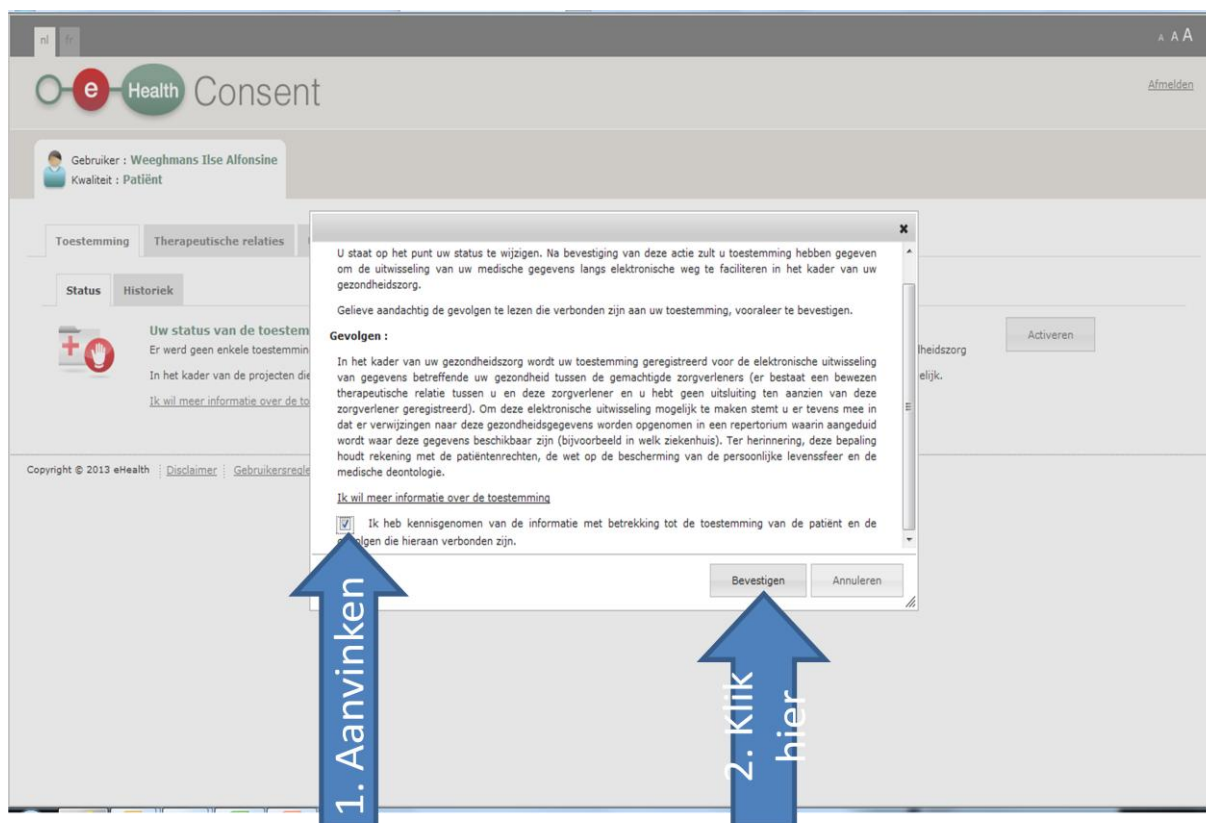 nl fr
A A A
e Health Consent
Afmelden
Gebruiker : Weeghmans Ilse Alfonsine
Kwaliteit : Patiënt
Toestemming Therapeutische relaties
Status Historiek
Uw status van de toestem
Er werd geen enkele toestemmin
In het kader van de projecten die
Ik wil meer informatie over de to
heidszorg
elijk.
Activeren
Copyright © 2013 eHealth Disclaimer Gebruikersregle
x
U staat op het punt uw status te wijzigen. Na bevestiging van deze actie zult u toestemming hebben gegeven
om de uitwisseling van uw medische gegevens langs elektronische weg te faciliteren in het kader van uw
gezondheidszorg.
Gelieve aandachtig de gevolgen te lezen die verbonden zijn aan uw toestemming, vooraleer te bevestigen.
Gevolgen :
In het kader van uw gezondheidszorg wordt uw toestemming geregistreerd voor de elektronische uitwisseling
van gegevens betreffende uw gezondheid tussen de gemachtigde zorgverleners (er bestaat een bewezen
therapeutische relatie tussen u en deze zorgverlener en u hebt geen uitsluiting ten aanzien van deze
zorgverlener geregistreerd). Om deze elektronische uitwisseling mogelijk te maken stemt u er tevens mee in
dat er verwijzingen naar deze gezondheidsgegevens worden opgenomen in een repertorium waarin aangeduid
wordt waar deze gegevens beschikbaar zijn (bijvoorbeeld in welk ziekenhuis). Ter herinnering, deze bepaling
houdt rekening met de patiëntenrechten, de wet op de bescherming van de persoonlijke levenssfeer en de
medische deontologie.
Ik wil meer informatie over de toestemming
Ik heb kennisgenomen van de informatie met betrekking tot de toestemming van de patiënt en de
olgen die hieraan verbonden zijn.
Bevestigen Annuleren
1. Aanvinken
2. Klik
hier